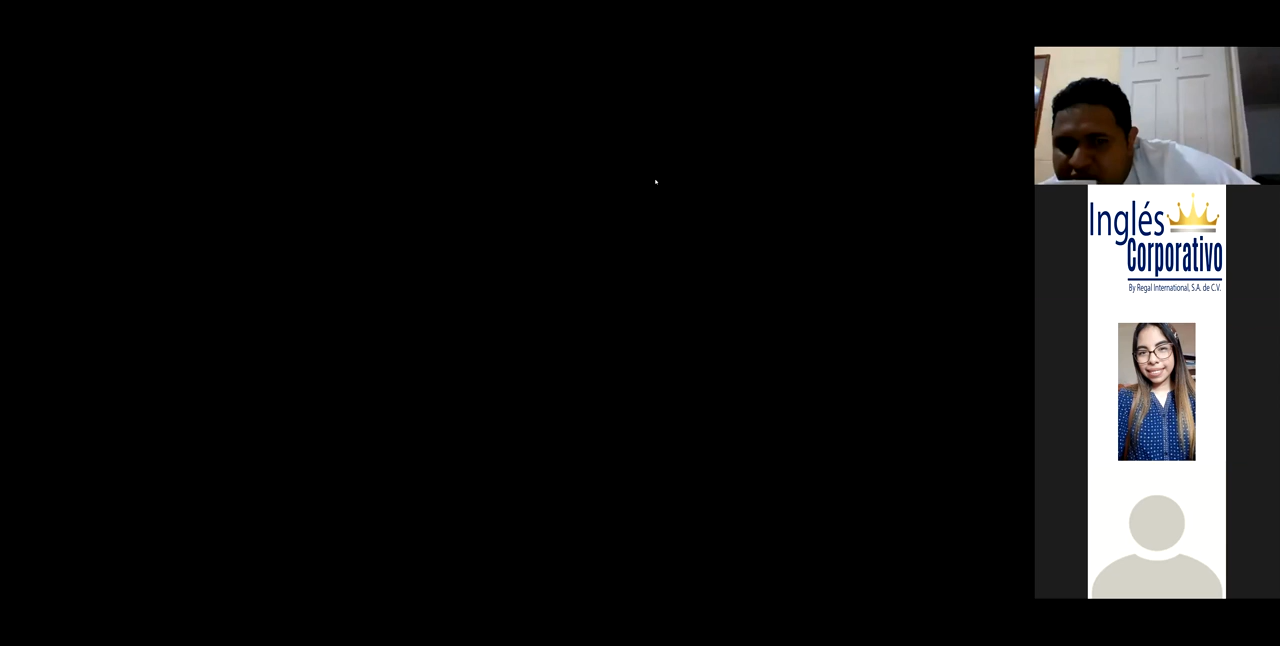 Inglés
Corporativo
By Regal International, S.A. de C.V.